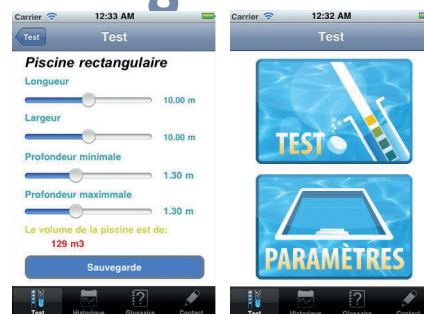 Carrier 12:33 AM
Test Test
Piscine rectangulaire
Longueur
10.00 m
Largeur
10.00 m
Profondeur minimale
1.30 m
Profondeur maximmale
1.30 m
Le volume de la piscine est de:
129 m3
Sauvegarde
Test Historique Glossaire Contact
Carrier 12:32 AM
Test
TEST
PARAMÈTRES
Test Historique Glossaire Contact